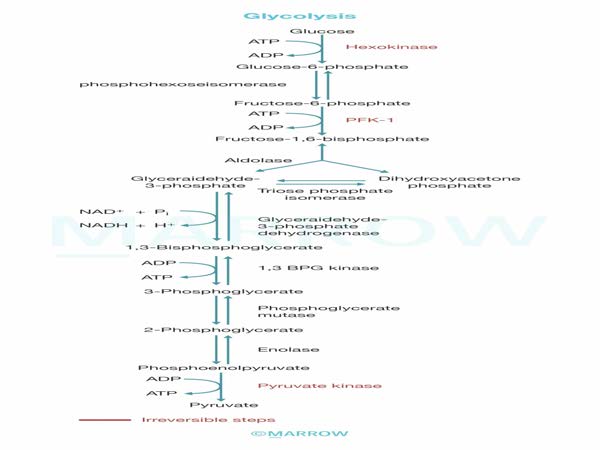 Glycolysis
Glucose
ATP
ADP
Hexokinase
Glucose-6-phosphate
phosphohexoseisomerase
Fructose-6-phosphate
ATP
ADP
PFK-1
Fructose-1,6-bisphosphate
Aldolase
Glyceraidehyde-
3-phosphate
Dihydroxyacetone
phosphate
Triose phosphate
isomerase
NAD⁺ + Pᵢ
NADH + H⁺
Glyceraidehyde-
3-phosphate
dehydrogenase
MARROW
1,3-Bisphosphoglycerate
ADP
ATP
1,3 BPG kinase
3-Phosphoglycerate
Phosphoglycerate
mutase
2-Phosphoglycerate
Enolase
Phosphoenolpyruvate
ADP
ATP
Pyruvate kinase
Pyruvate
Irreversible steps
©MARROW